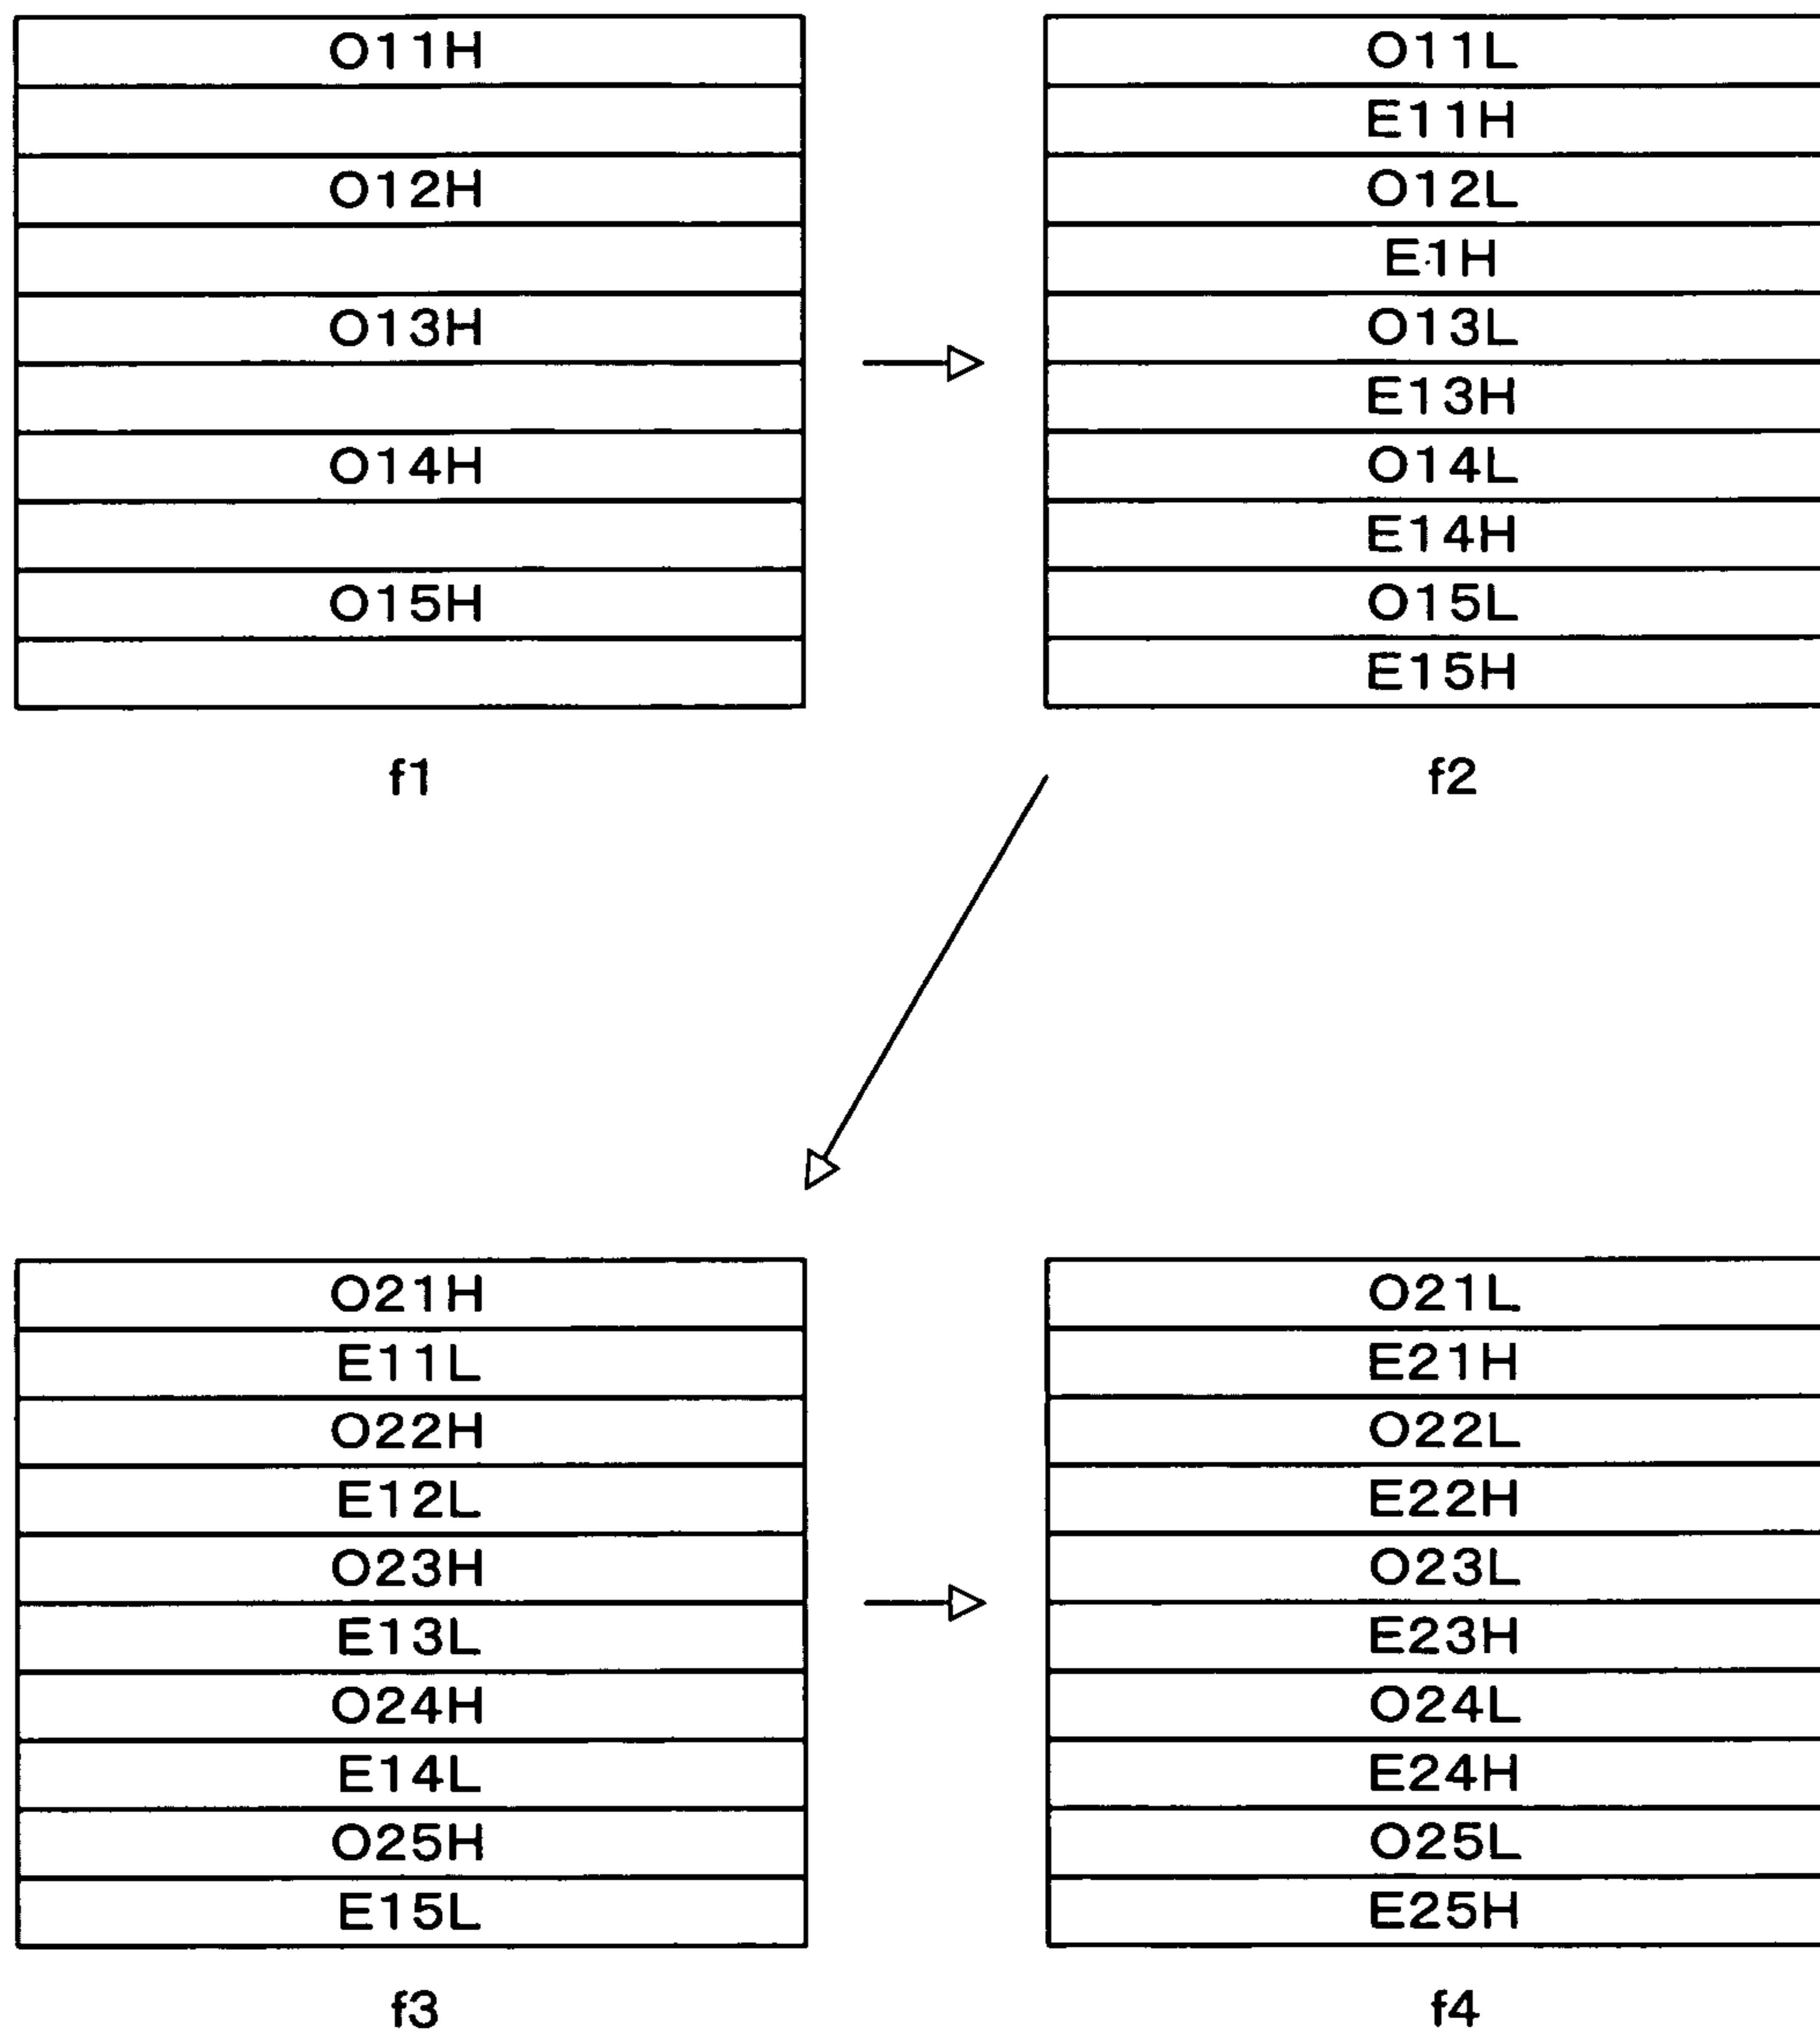 O11H
O12H
O13H
O14H
O15H
f1
O11L
E11H
O12L
E1H
O13L
E13H
O14L
E14H
O15L
E15H
f2
O21H
E11L
O22H
E12L
O23H
E13L
O24H
E14L
O25H
E15L
f3
O21L
E21H
O22L
E22H
O23L
E23H
O24L
E24H
O25L
E25H
f4